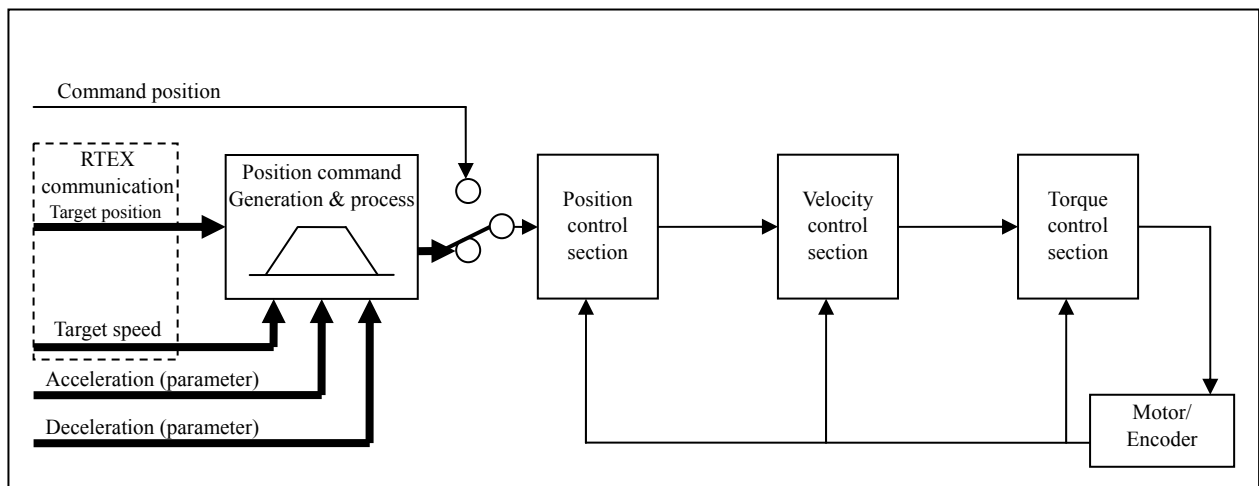 Command position
RTEX
communication
Target position
Target speed
Acceleration (parameter)
Deceleration (parameter)
Position command
Generation & process
Position
control
section
Velocity
control
section
Torque
control
section
Motor/
Encoder